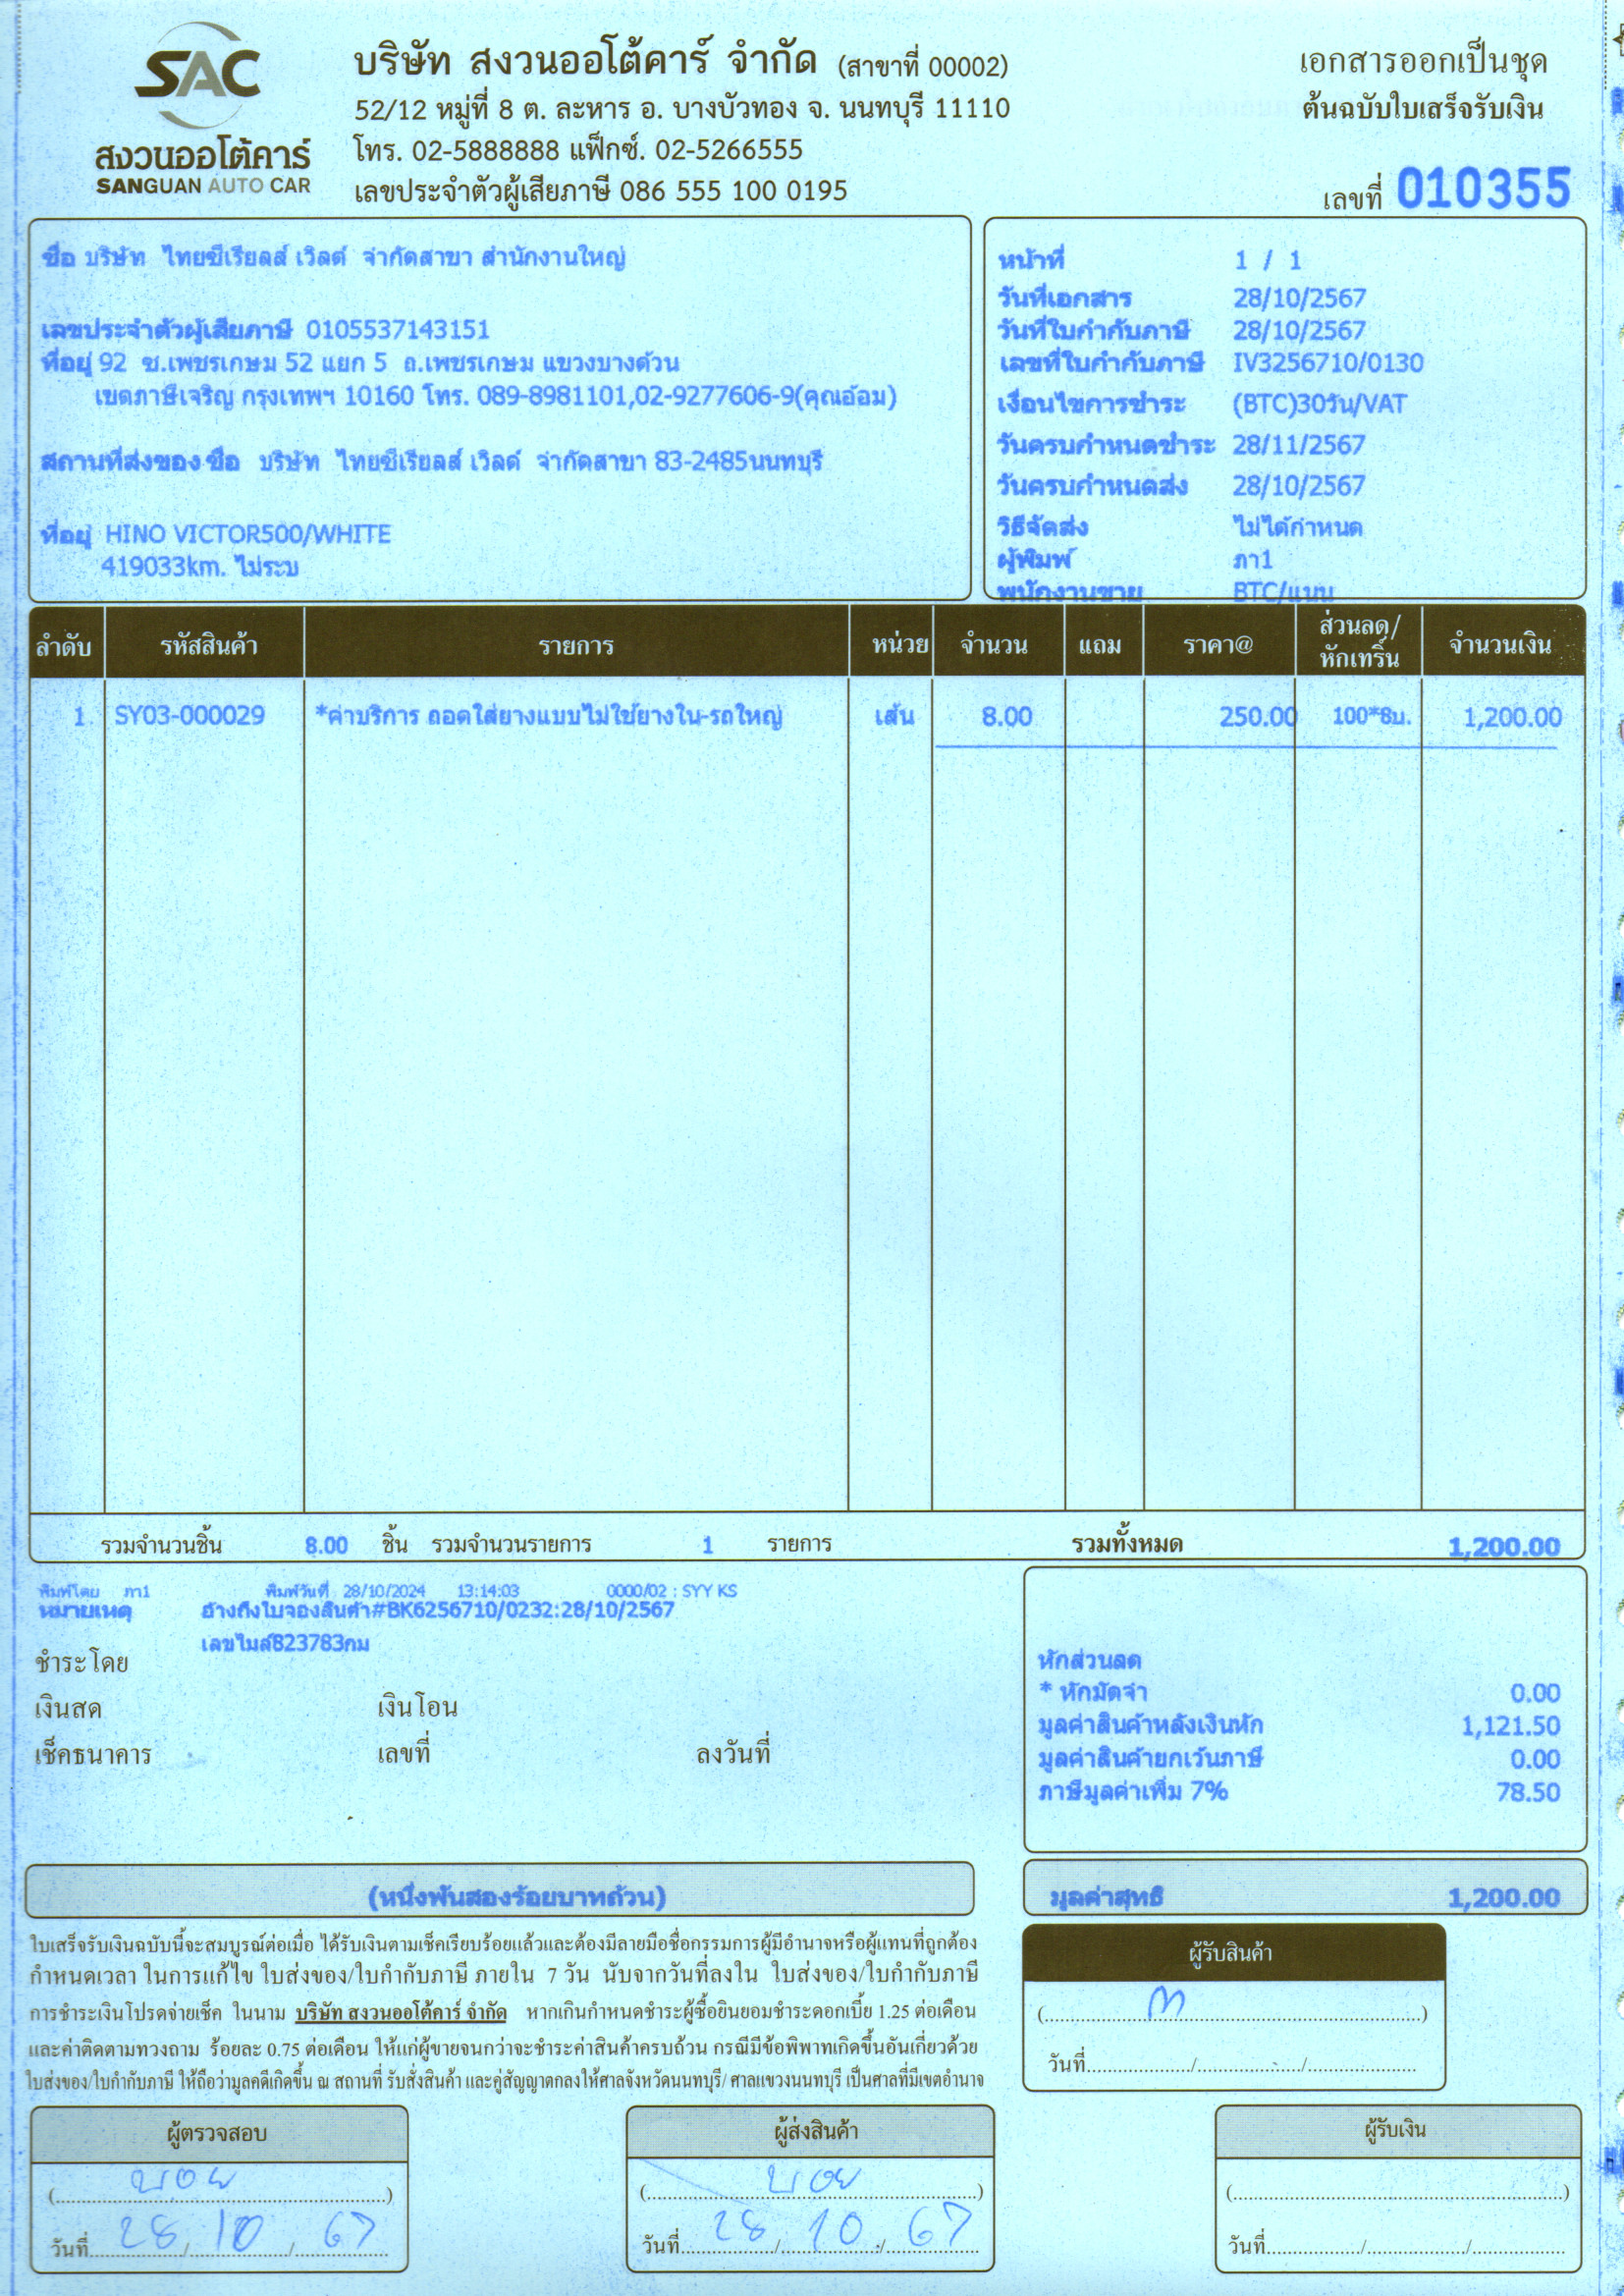 SAC
สงวนออโต้คาร์
SANGUAN AUTO CAR
บริษัท สงวนออโต้คาร์ จำกัด (สาขาที่ 00002)
52/12 หมู่ที่ 8 ต. ละหาร อ. บางบัวทอง จ. นนทบุรี 11110
โทร. 02-5888888 แฟ็กซ์. 02-5266555
เลขประจำตัวผู้เสียภาษี 086 555 100 0195
เอกสารออกเป็นชุด
ต้นฉบับใบเสร็จรับเงิน
เลขที่ 010355
ชื่อ บริษัท ไทยซีเรียลส์ เวิลด์ จำกัดสาขา สำนักงานใหญ่
เลขประจำตัวผู้เสียภาษี 0105537143151
ที่อยู่ 92 ซ.เพชรเกษม 52 แยก 5 ถ.เพชรเกษม แขวงบางด้วน
เขตภาษีเจริญ กรุงเทพฯ 10160 โทร. 089-8981101,02-9277606-9(คุณอ้อม)
สถานที่ส่งของ ชื่อ บริษัท ไทยซีเรียลส์ เวิลด์ จำกัดสาขา 83-2485นนทบุรี
ที่อยู่ HINO VICTOR500/WHITE
419033km. ไม่ระบ
หน้าที่ 1 / 1
วันที่เอกสาร 28/10/2567
วันที่ใบกำกับภาษี 28/10/2567
เลขที่ใบกำกับภาษี IV3256710/0130
เงื่อนไขการชำระ (BTC)30วัน/VAT
วันครบกำหนดชำระ 28/11/2567
วันครบกำหนดส่ง 28/10/2567
วิธีจัดส่ง ไม่ได้กำหนด
ผู้พิมพ์ ภา1
พนักงานขาย BTC/แบน
ลำดับ รหัสสินค้า รายการ หน่วย จำนวน แถม ราคา@ ส่วนลด/หักเทริ์น จำนวนเงิน
1 SY03-000029 *ค่าบริการ ถอดใส่ยางแบบไม่ใช้ยางใน-รถใหญ่ เส้น 8.00 250.00 100*8บ. 1,200.00
รวมจำนวนชิ้น 8.00 ชิ้น รวมจำนวนรายการ 1 รายการ รวมทั้งหมด 1,200.00
พิมพ์โดย ภา1 พิมพ์วันที่ 28/10/2024 13:14:03 0000/02 : SYY KS
หมายเหตุ อ้างถึงใบจองสินค้า#BK6256710/0232:28/10/2567
เลขไมล์823783กม
ชำระโดย
เงินสด เงินโอน
เช็คธนาคาร เลขที่ ลงวันที่
หักส่วนลด
* หักมัดจำ 0.00
มูลค่าสินค้าหลังเงินหัก 1,121.50
มูลค่าสินค้ายกเว้นภาษี 0.00
ภาษีมูลค่าเพิ่ม 7% 78.50
(หนึ่งพันสองร้อยบาทถ้วน)
มูลค่าสุทธิ 1,200.00
ใบเสร็จรับเงินฉบับนี้จะสมบูรณ์ต่อเมื่อ ได้รับเงินตามเช็คเรียบร้อยแล้วและต้องมีลายมือชื่อกรรมการผู้มีอำนาจหรือผู้แทนที่ถูกต้อง
กำหนดเวลา ในการแก้ไข ใบส่งของ/ใบกำกับภาษี ภายใน 7 วัน นับจากวันที่ลงใน ใบส่งของ/ใบกำกับภาษี
การชำระเงินโปรดจ่ายเช็ค ในนาม บริษัท สงวนออโต้คาร์ จำกัด หากเกินกำหนดชำระผู้ซื้อยินยอมชำระดอกเบี้ย 1.25 ต่อเดือน
และค่าติดตามทวงถาม ร้อยละ 0.75 ต่อเดือน ให้แก่ผู้ขายจนกว่าจะชำระค่าสินค้าครบถ้วน กรณีมีข้อพิพาทเกิดขึ้นอันเกี่ยวด้วย
ใบส่งของ/ใบกำกับภาษี ให้ถือว่ามูลคดีเกิดขึ้น ณ สถานที่ รับสั่งสินค้า และคู่สัญญาตกลงให้ศาลจังหวัดนนทบุรี/ ศาลแขวงนนทบุรี เป็นศาลที่มีเขตอำนาจ
ผู้รับสินค้า
วันที่
ผู้ตรวจสอบ
บอย
วันที่ 28/10/67
ผู้ส่งสินค้า
บอย
วันที่ 28/10/67
ผู้รับเงิน
วันที่